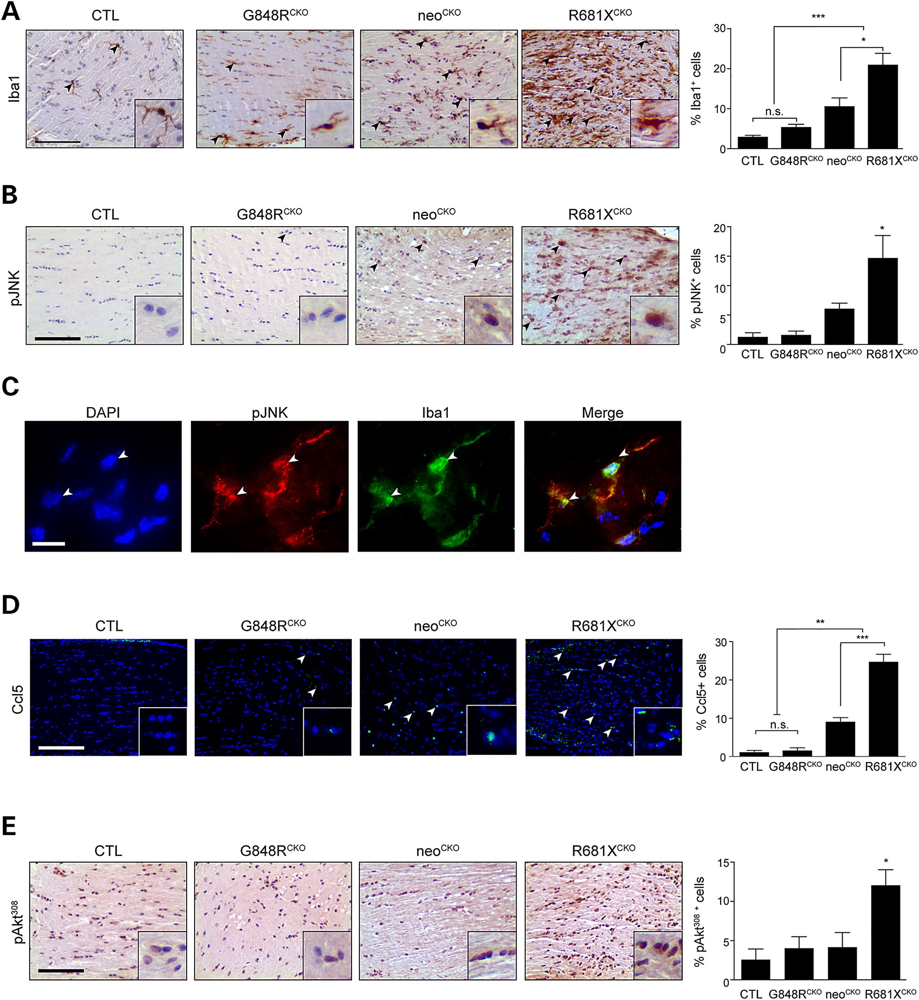 A
CTL G848R^CKO neo^CKO R681X^CKO
Iba1
% Iba1⁺ cells
30
20
10
0
***
*
n.s.
CTL G848R^CKO neo^CKO R681X^CKO
B
CTL G848R^CKO neo^CKO R681X^CKO
pJNK
% pJNK⁺ cells
20
15
10
5
0
*
CTL G848R^CKO neo^CKO R681X^CKO
C
DAPI pJNK Iba1 Merge
D
CTL G848R^CKO neo^CKO R681X^CKO
Ccl5
% Ccl5+ cells
30
20
10
0
**
***
n.s.
CTL G848R^CKO neo^CKO R681X^CKO
E
CTL G848R^CKO neo^CKO R681X^CKO
pAkt³⁰⁸
% pAkt³⁰⁸⁺ cells
15
10
5
0
*
CTL G848R^CKO neo^CKO R681X^CKO